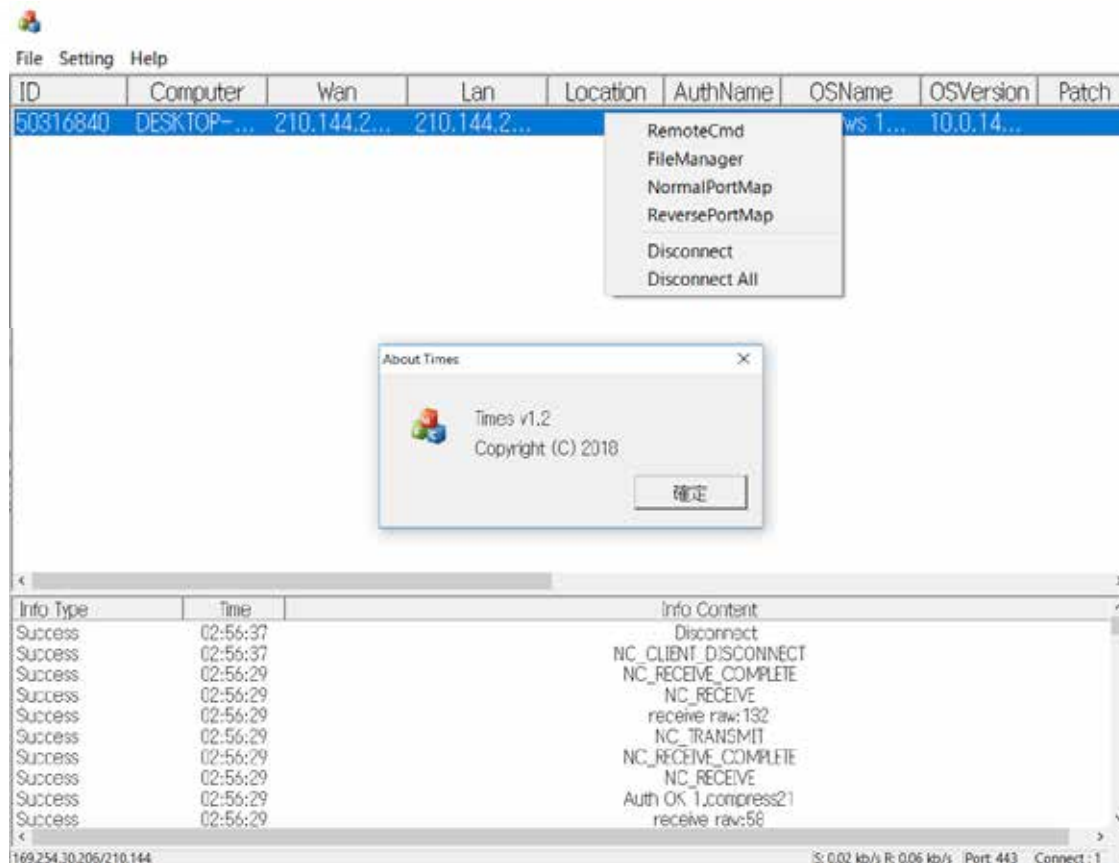 File Setting Help
ID Computer Wan Lan Location AuthName OSName OSVersion Patch
50316840 DESKTOP-... 210.144.2... 210.144.2... ws 1... 10.0.14...
RemoteCmd
FileManager
NormalPortMap
ReversePortMap
Disconnect
Disconnect All
About Times
Times v1.2
Copyright (C) 2018
確定
Info Type Time Info Content
Success 02:56:37 Disconnect
Success 02:56:37 NC_CLIENT_DISCONNECT
Success 02:56:29 NC_RECEIVE_COMPLETE
Success 02:56:29 NC_RECEIVE
Success 02:56:29 receive raw:132
Success 02:56:29 NC_TRANSMIT
Success 02:56:29 NC_RECEIVE_COMPLETE
Success 02:56:29 NC_RECEIVE
Success 02:56:29 Auth OK 1,compress21
Success 02:56:29 receive raw:58
169.254.30.206/210.144 S: 0.02 kb/s R: 0.06 kb/s Port: 443 Connect : 1